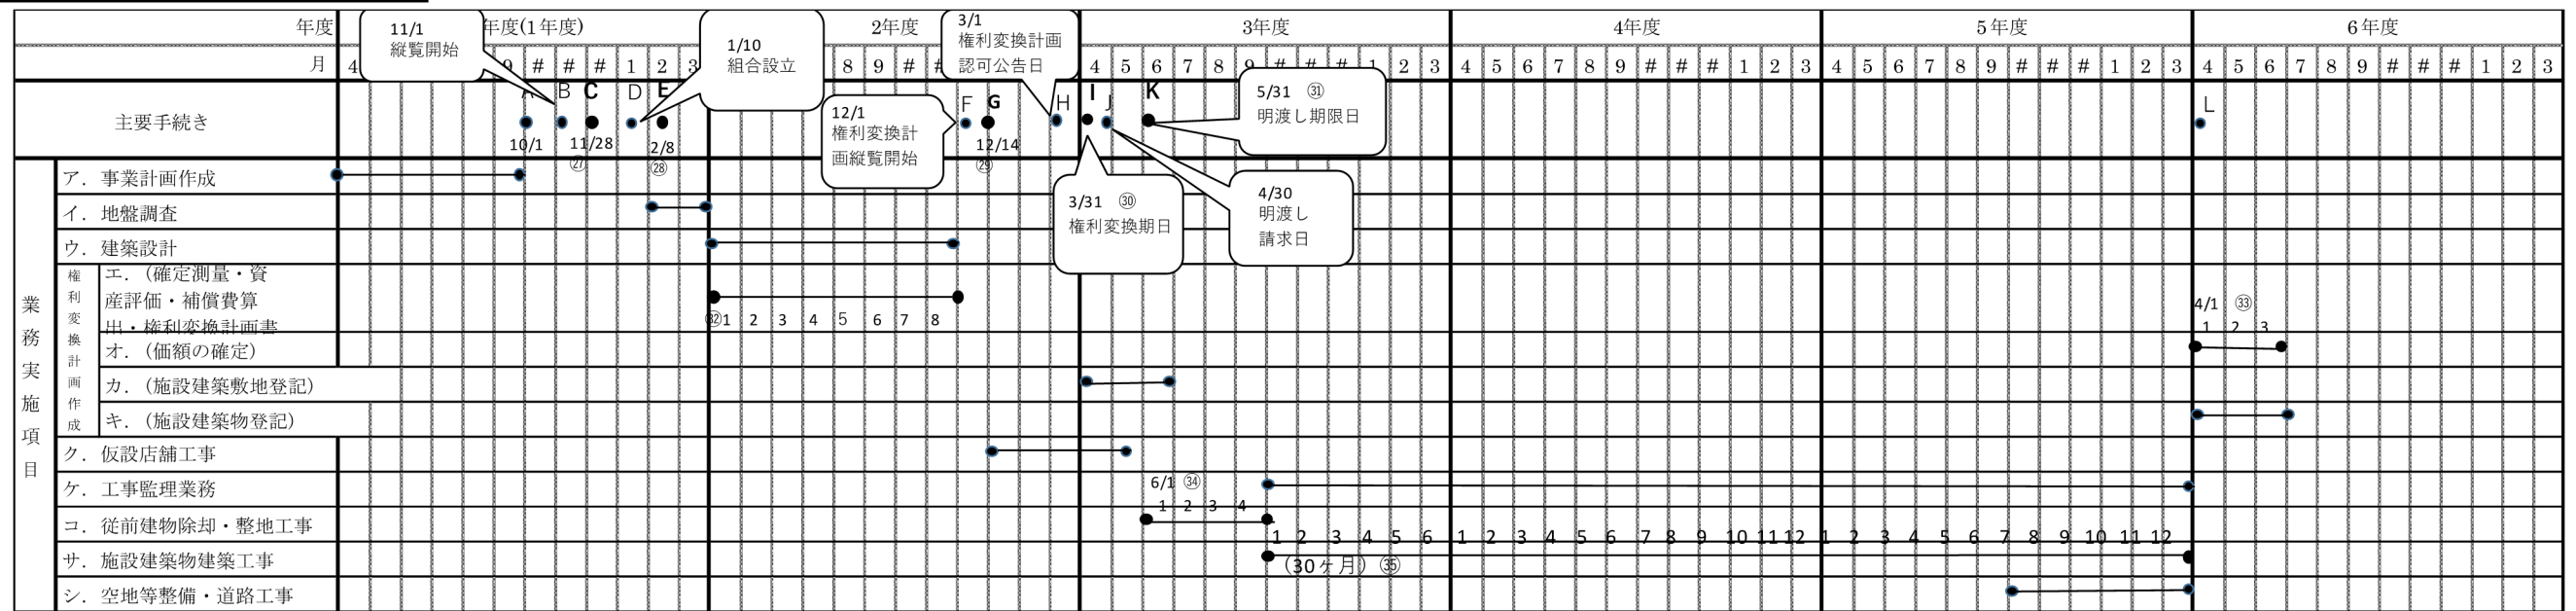 年度 年度(1年度) 2年度 3年度 4年度 5年度 6年度
11/1
縦覧開始
1/10
組合設立
3/1
権利変換計画
認可公告日
月 4 9 # # # 1 2 3 8 9 # # 4 5 6 7 8 9 # # # 1 2 3 4 5 6 7 8 9 # # # 1 2 3 4 5 6 7 8 9 # # # 1 2 3 4 5 6 7 8 9 # # # 1 2 3
主要手続き
A B C D E F G H I J K L
10/1 11/28 2/8 12/14
㉗ ㉘ ㉙
12/1
権利変換計
画縦覧開始
5/31 ㉛
明渡し期限日
3/31 ㉚
権利変換期日
4/30
明渡し
請求日
業務実施項目
ア．事業計画作成
イ．地盤調査
ウ．建築設計
権利変換計画作成
エ．(確定測量・資
産評価・補償費算
出・権利変換計画書
㉜1 2 3 4 5 6 7 8
4/1 ㉝
1 2 3
オ．(価額の確定)
カ．(施設建築敷地登記)
キ．(施設建築物登記)
ク．仮設店舗工事
ケ．工事監理業務
6/1 ㉞
1 2 3 4
コ．従前建物除却・整地工事
1 2 3 4 5 6 1 2 3 4 5 6 7 8 9 10 11 12 1 2 3 4 5 6 7 8 9 10 11 12
サ．施設建築物建築工事
(30ヶ月) ㉟
シ．空地等整備・道路工事